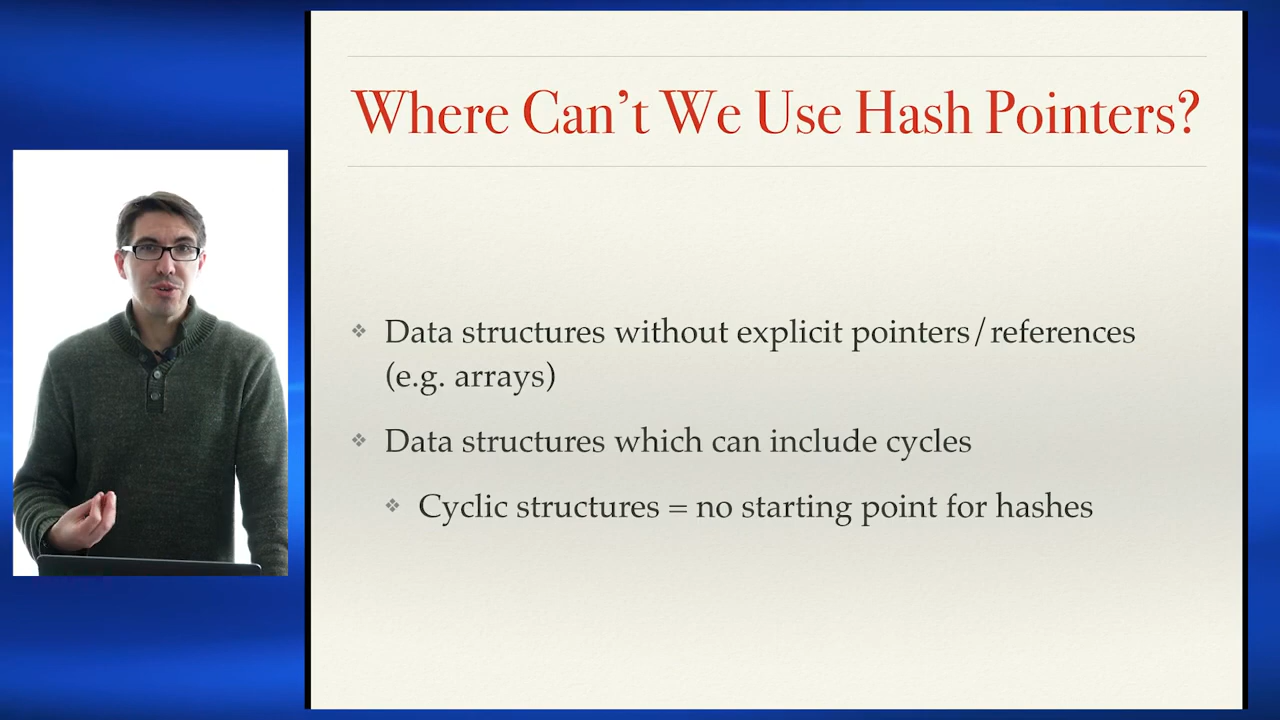 Where Can’t We Use Hash Pointers?
❖ Data structures without explicit pointers/references
(e.g. arrays)
❖ Data structures which can include cycles
❖ Cyclic structures = no starting point for hashes